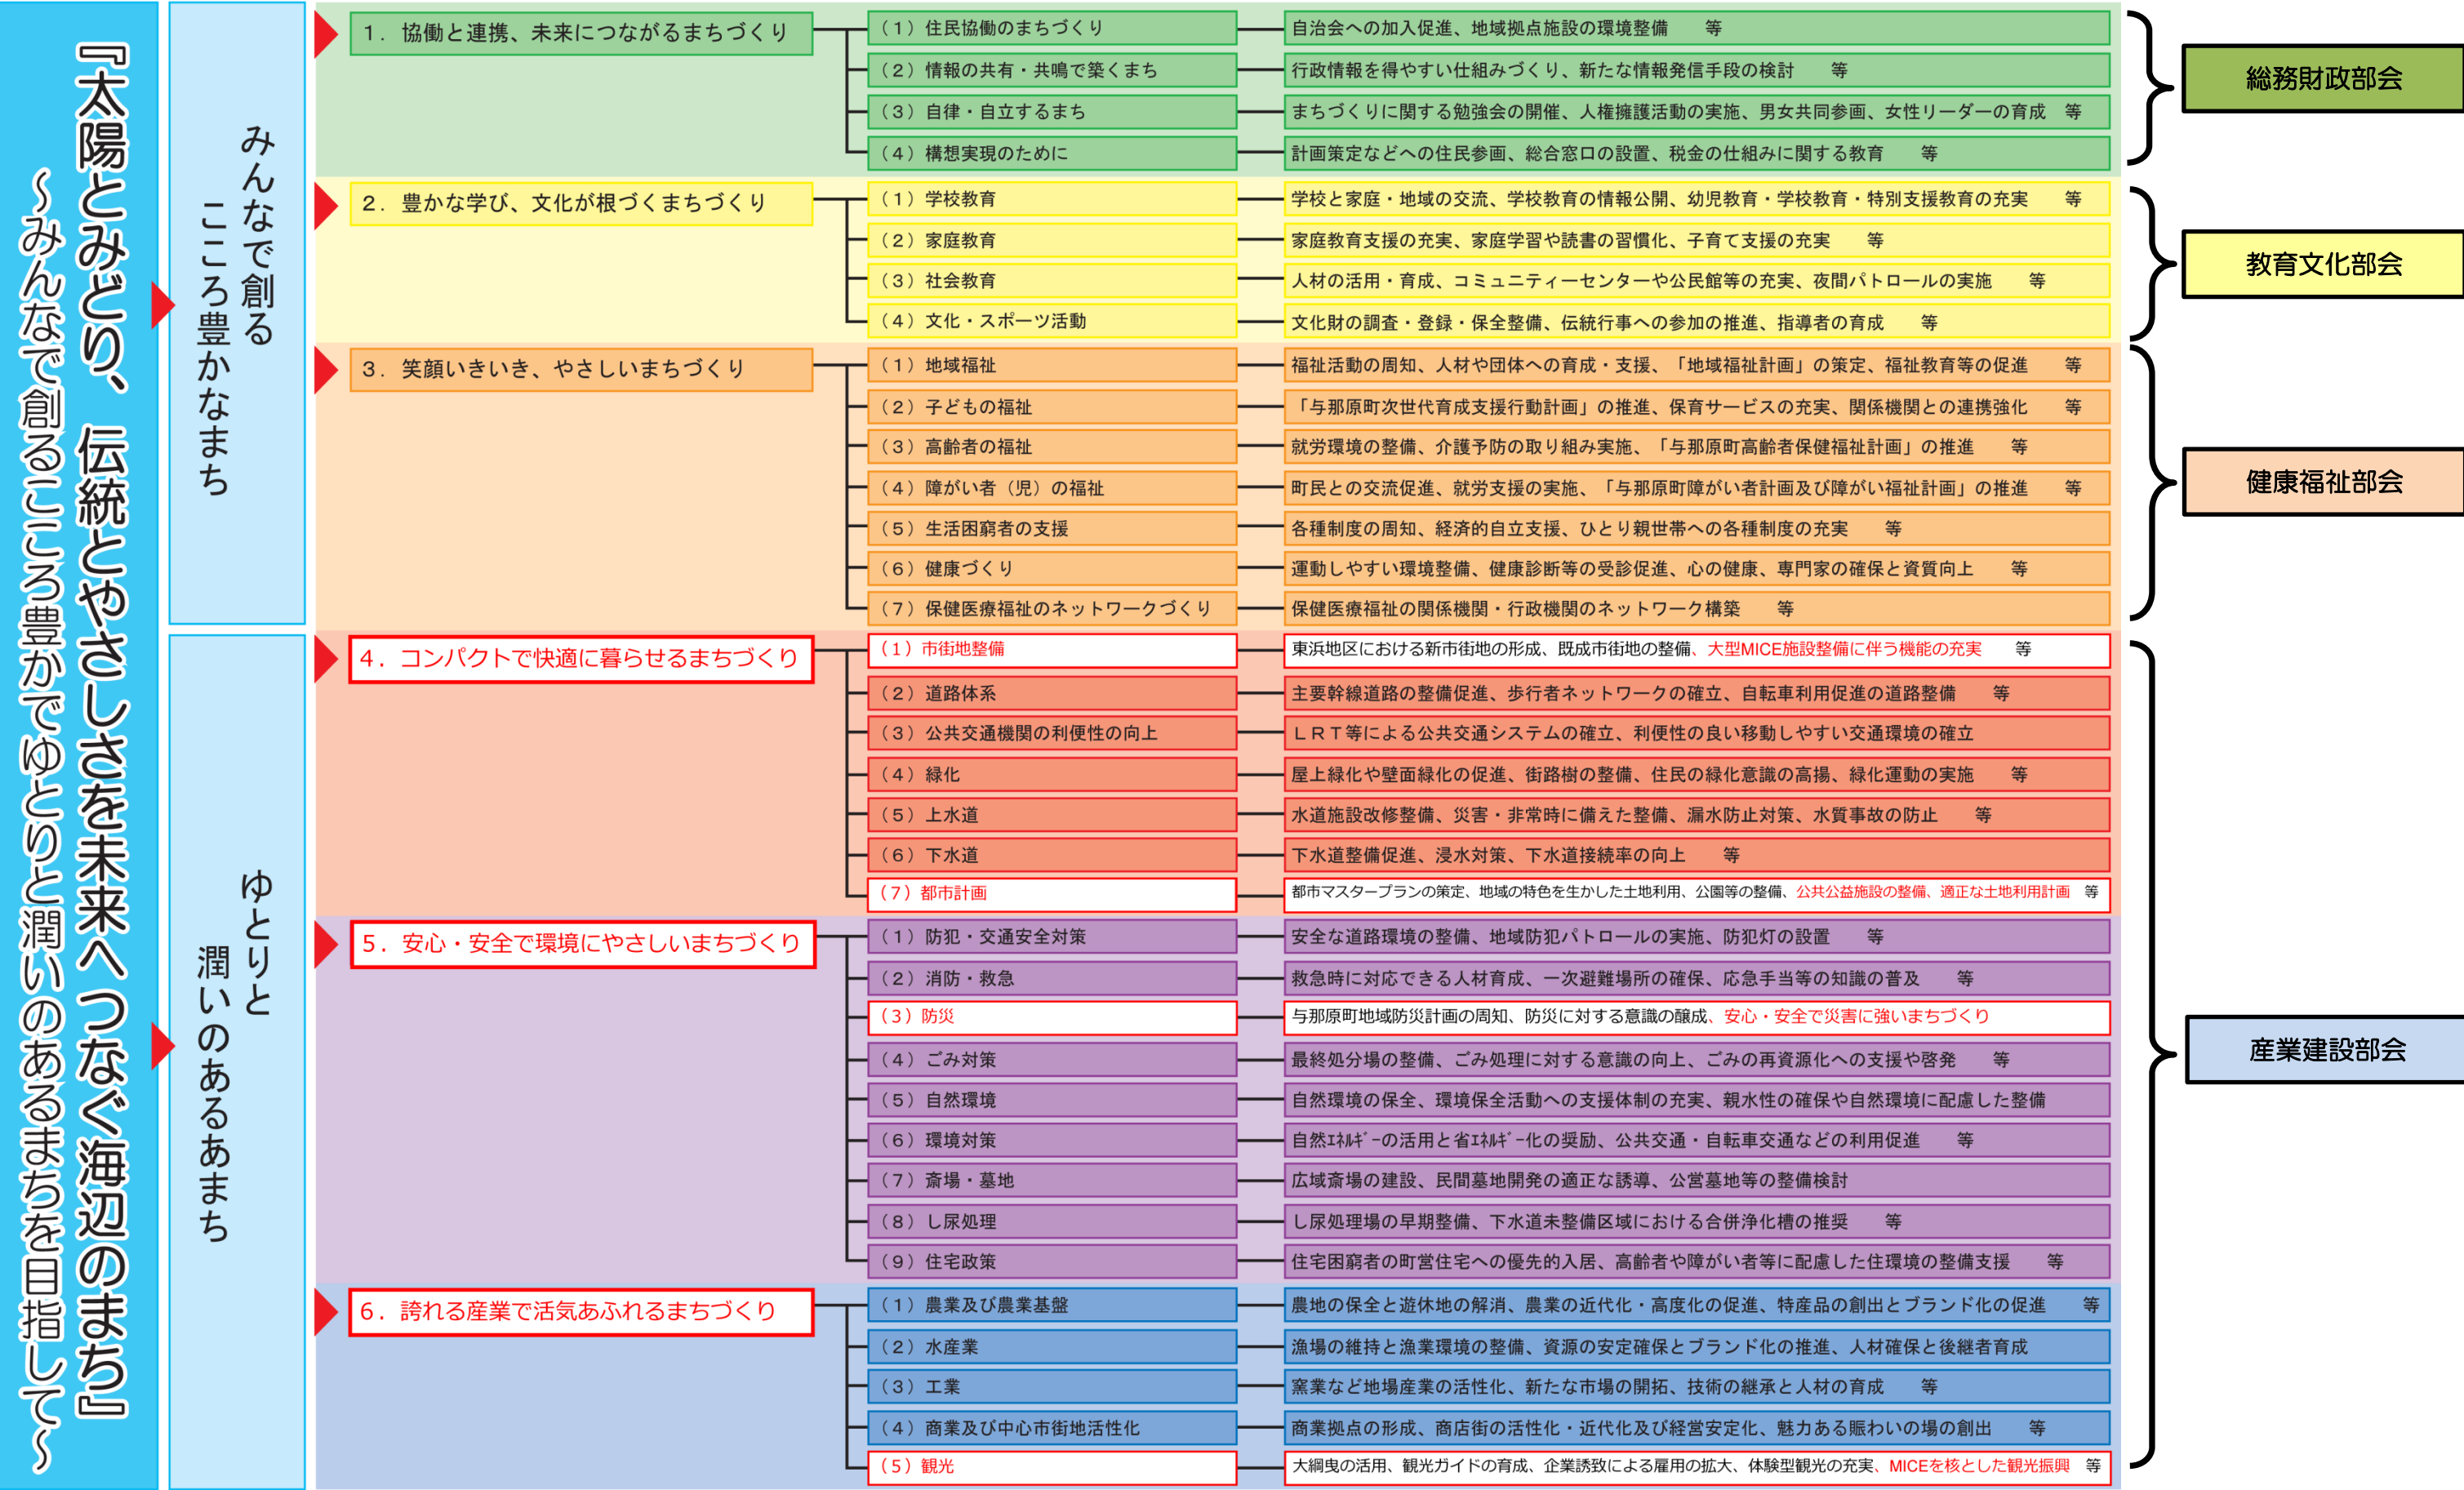 『太陽とみどり、伝統とやさしさを未来へつなぐ海辺のまち』
～みんなで創るこころ豊かでゆとりと潤いのあるまちを目指して～
みんなで創る
こころ豊かなまち
１．協働と連携、未来につながるまちづくり
（１）住民協働のまちづくり
自治会への加入促進、地域拠点施設の環境整備　等
（２）情報の共有・共鳴で築くまち
行政情報を得やすい仕組みづくり、新たな情報発信手段の検討　等
（３）自律・自立するまち
まちづくりに関する勉強会の開催、人権擁護活動の実施、男女共同参画、女性リーダーの育成　等
（４）構想実現のために
計画策定などへの住民参画、総合窓口の設置、税金の仕組みに関する教育　等
総務財政部会
２．豊かな学び、文化が根づくまちづくり
（１）学校教育
学校と家庭・地域の交流、学校教育の情報公開、幼児教育・学校教育・特別支援教育の充実　等
（２）家庭教育
家庭教育支援の充実、家庭学習や読書の習慣化、子育て支援の充実　等
（３）社会教育
人材の活用・育成、コミュニティーセンターや公民館等の充実、夜間パトロールの実施　等
（４）文化・スポーツ活動
文化財の調査・登録・保全整備、伝統行事への参加の推進、指導者の育成　等
教育文化部会
３．笑顔いきいき、やさしいまちづくり
（１）地域福祉
福祉活動の周知、人材や団体への育成・支援、「地域福祉計画」の策定、福祉教育等の促進　等
（２）子どもの福祉
「与那原町次世代育成支援行動計画」の推進、保育サービスの充実、関係機関との連携強化　等
（３）高齢者の福祉
就労環境の整備、介護予防の取り組み実施、「与那原町高齢者保健福祉計画」の推進　等
（４）障がい者（児）の福祉
町民との交流促進、就労支援の実施、「与那原町障がい者計画及び障がい福祉計画」の推進　等
（５）生活困窮者の支援
各種制度の周知、経済的自立支援、ひとり親世帯への各種制度の充実　等
（６）健康づくり
運動しやすい環境整備、健康診断等の受診促進、心の健康、専門家の確保と資質向上　等
（７）保健医療福祉のネットワークづくり
保健医療福祉の関係機関・行政機関のネットワーク構築　等
健康福祉部会
ゆとりと
潤いのあるあまち
４．コンパクトで快適に暮らせるまちづくり
（１）市街地整備
東浜地区における新市街地の形成、既成市街地の整備、大型MICE施設整備に伴う機能の充実　等
（２）道路体系
主要幹線道路の整備促進、歩行者ネットワークの確立、自転車利用促進の道路整備　等
（３）公共交通機関の利便性の向上
ＬＲＴ等による公共交通システムの確立、利便性の良い移動しやすい交通環境の確立
（４）緑化
屋上緑化や壁面緑化の促進、街路樹の整備、住民の緑化意識の高揚、緑化運動の実施　等
（５）上水道
水道施設改修整備、災害・非常時に備えた整備、漏水防止対策、水質事故の防止　等
（６）下水道
下水道整備促進、浸水対策、下水道接続率の向上　等
（７）都市計画
都市マスタープランの策定、地域の特色を生かした土地利用、公園等の整備、公共公益施設の整備、適正な土地利用計画　等
５．安心・安全で環境にやさしいまちづくり
（１）防犯・交通安全対策
安全な道路環境の整備、地域防犯パトロールの実施、防犯灯の設置　等
（２）消防・救急
救急時に対応できる人材育成、一次避難場所の確保、応急手当等の知識の普及　等
（３）防災
与那原町地域防災計画の周知、防災に対する意識の醸成、安心・安全で災害に強いまちづくり
（４）ごみ対策
最終処分場の整備、ごみ処理に対する意識の向上、ごみの再資源化への支援や啓発　等
（５）自然環境
自然環境の保全、環境保全活動への支援体制の充実、親水性の確保や自然環境に配慮した整備
（６）環境対策
自然ｴﾈﾙｷﾞｰの活用と省ｴﾈﾙｷﾞｰ化の奨励、公共交通・自転車交通などの利用促進　等
（７）斎場・墓地
広域斎場の建設、民間墓地開発の適正な誘導、公営墓地等の整備検討
（８）し尿処理
し尿処理場の早期整備、下水道未整備区域における合併浄化槽の推奨　等
（９）住宅政策
住宅困窮者の町営住宅への優先的入居、高齢者や障がい者等に配慮した住環境の整備支援　等
産業建設部会
６．誇れる産業で活気あふれるまちづくり
（１）農業及び農業基盤
農地の保全と遊休地の解消、農業の近代化・高度化の促進、特産品の創出とブランド化の促進　等
（２）水産業
漁場の維持と漁業環境の整備、資源の安定確保とブランド化の推進、人材確保と後継者育成
（３）工業
窯業など地場産業の活性化、新たな市場の開拓、技術の継承と人材の育成　等
（４）商業及び中心市街地活性化
商業拠点の形成、商店街の活性化・近代化及び経営安定化、魅力ある賑わいの場の創出　等
（５）観光
大綱曳の活用、観光ガイドの育成、企業誘致による雇用の拡大、体験型観光の充実、MICEを核とした観光振興　等